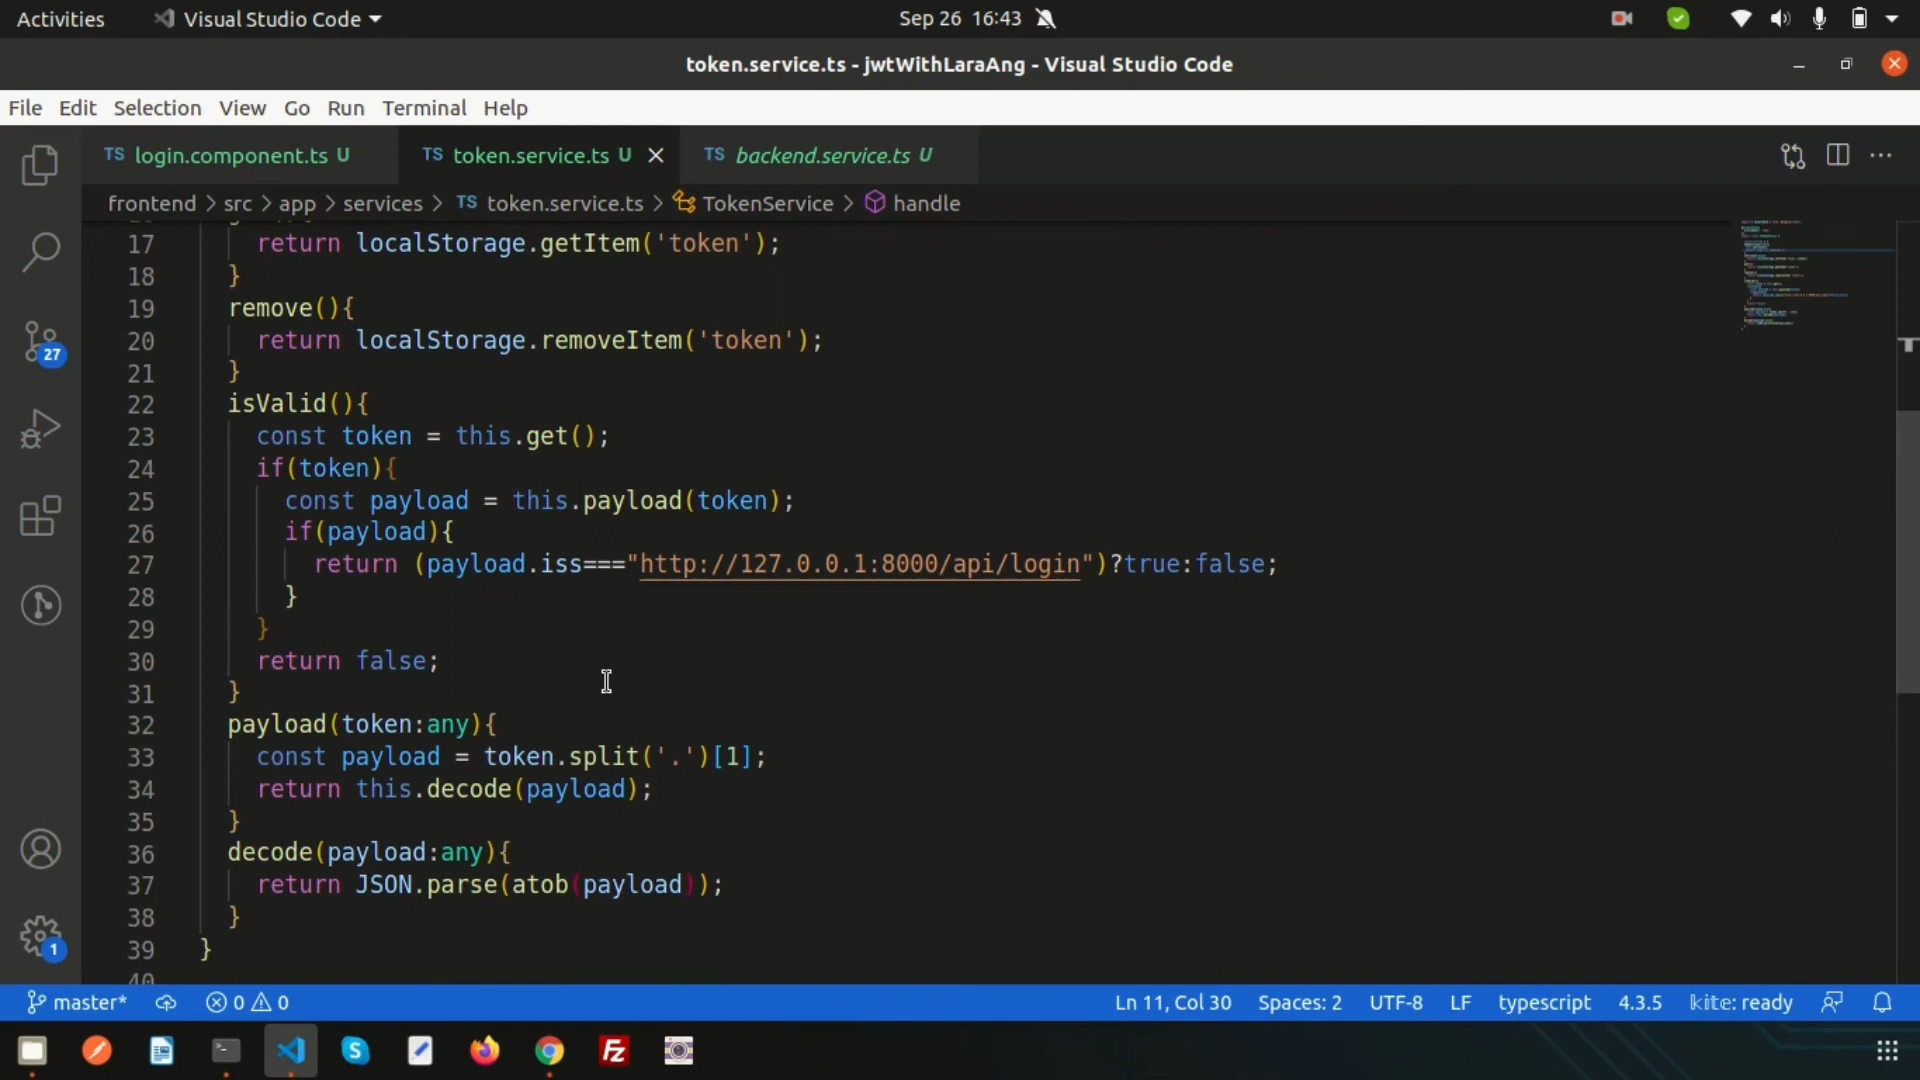 Activities Visual Studio Code Sep 26 16:43
token.service.ts - jwtWithLaraAng - Visual Studio Code
File Edit Selection View Go Run Terminal Help
TS login.component.ts U TS token.service.ts U TS backend.service.ts U
frontend > src > app > services > TS token.service.ts > TokenService > handle
17 return localStorage.getItem('token');
18 }
19 remove(){
20 return localStorage.removeItem('token');
21 }
22 isValid(){
23 const token = this.get();
24 if(token){
25 const payload = this.payload(token);
26 if(payload){
27 return (payload.iss==="http://127.0.0.1:8000/api/login")?true:false;
28 }
29 }
30 return false;
31 }
32 payload(token:any){
33 const payload = token.split('.')[1];
34 return this.decode(payload);
35 }
36 decode(payload:any){
37 return JSON.parse(atob(payload));
38 }
39 }
40
27
1
master* 0 0 Ln 11, Col 30 Spaces: 2 UTF-8 LF typescript 4.3.5 kite: ready